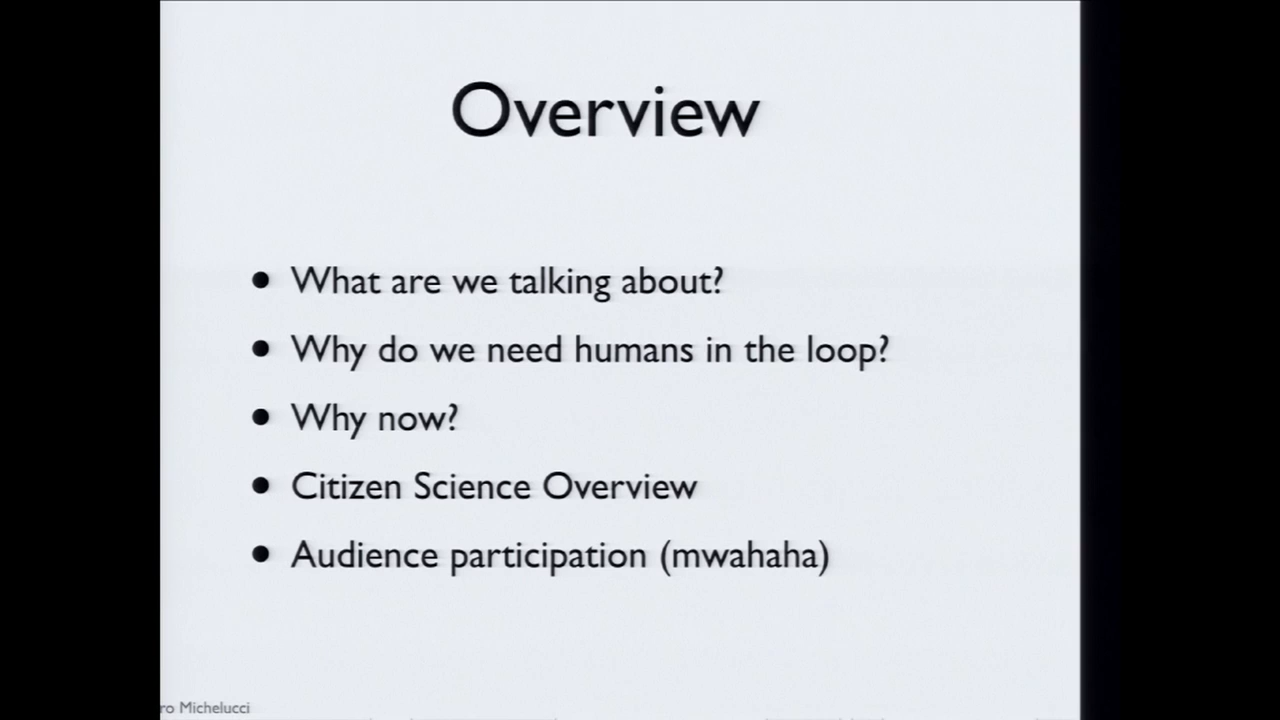 Overview
• What are we talking about?
• Why do we need humans in the loop?
• Why now?
• Citizen Science Overview
• Audience participation (mwahaha)
ro Michelucci